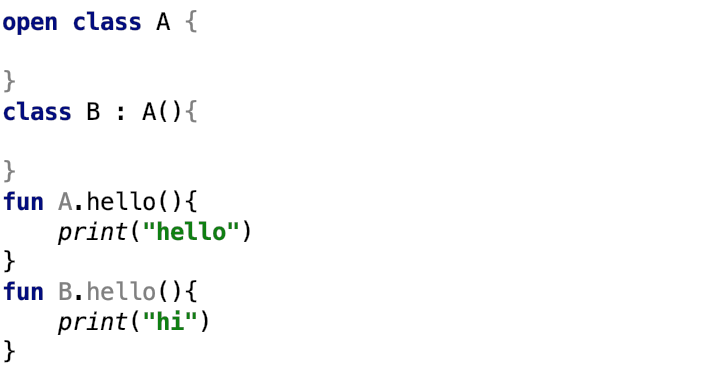 open class A {
}
class B : A(){
}
fun A.hello(){
    print("hello")
}
fun B.hello(){
    print("hi")
}